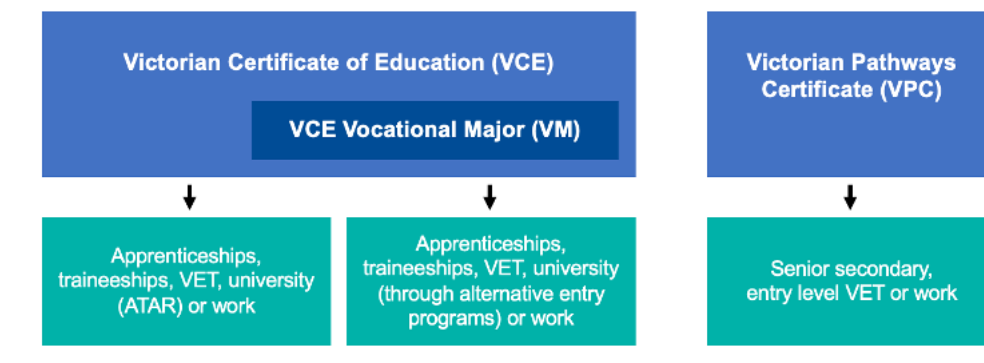 Victorian Certificate of Education (VCE)
VCE Vocational Major (VM)
Apprenticeships,
traineeships, VET, university
(ATAR) or work
Apprenticeships,
traineeships, VET, university
(through alternative entry
programs) or work
Victorian Pathways
Certificate (VPC)
Senior secondary,
entry level VET or work